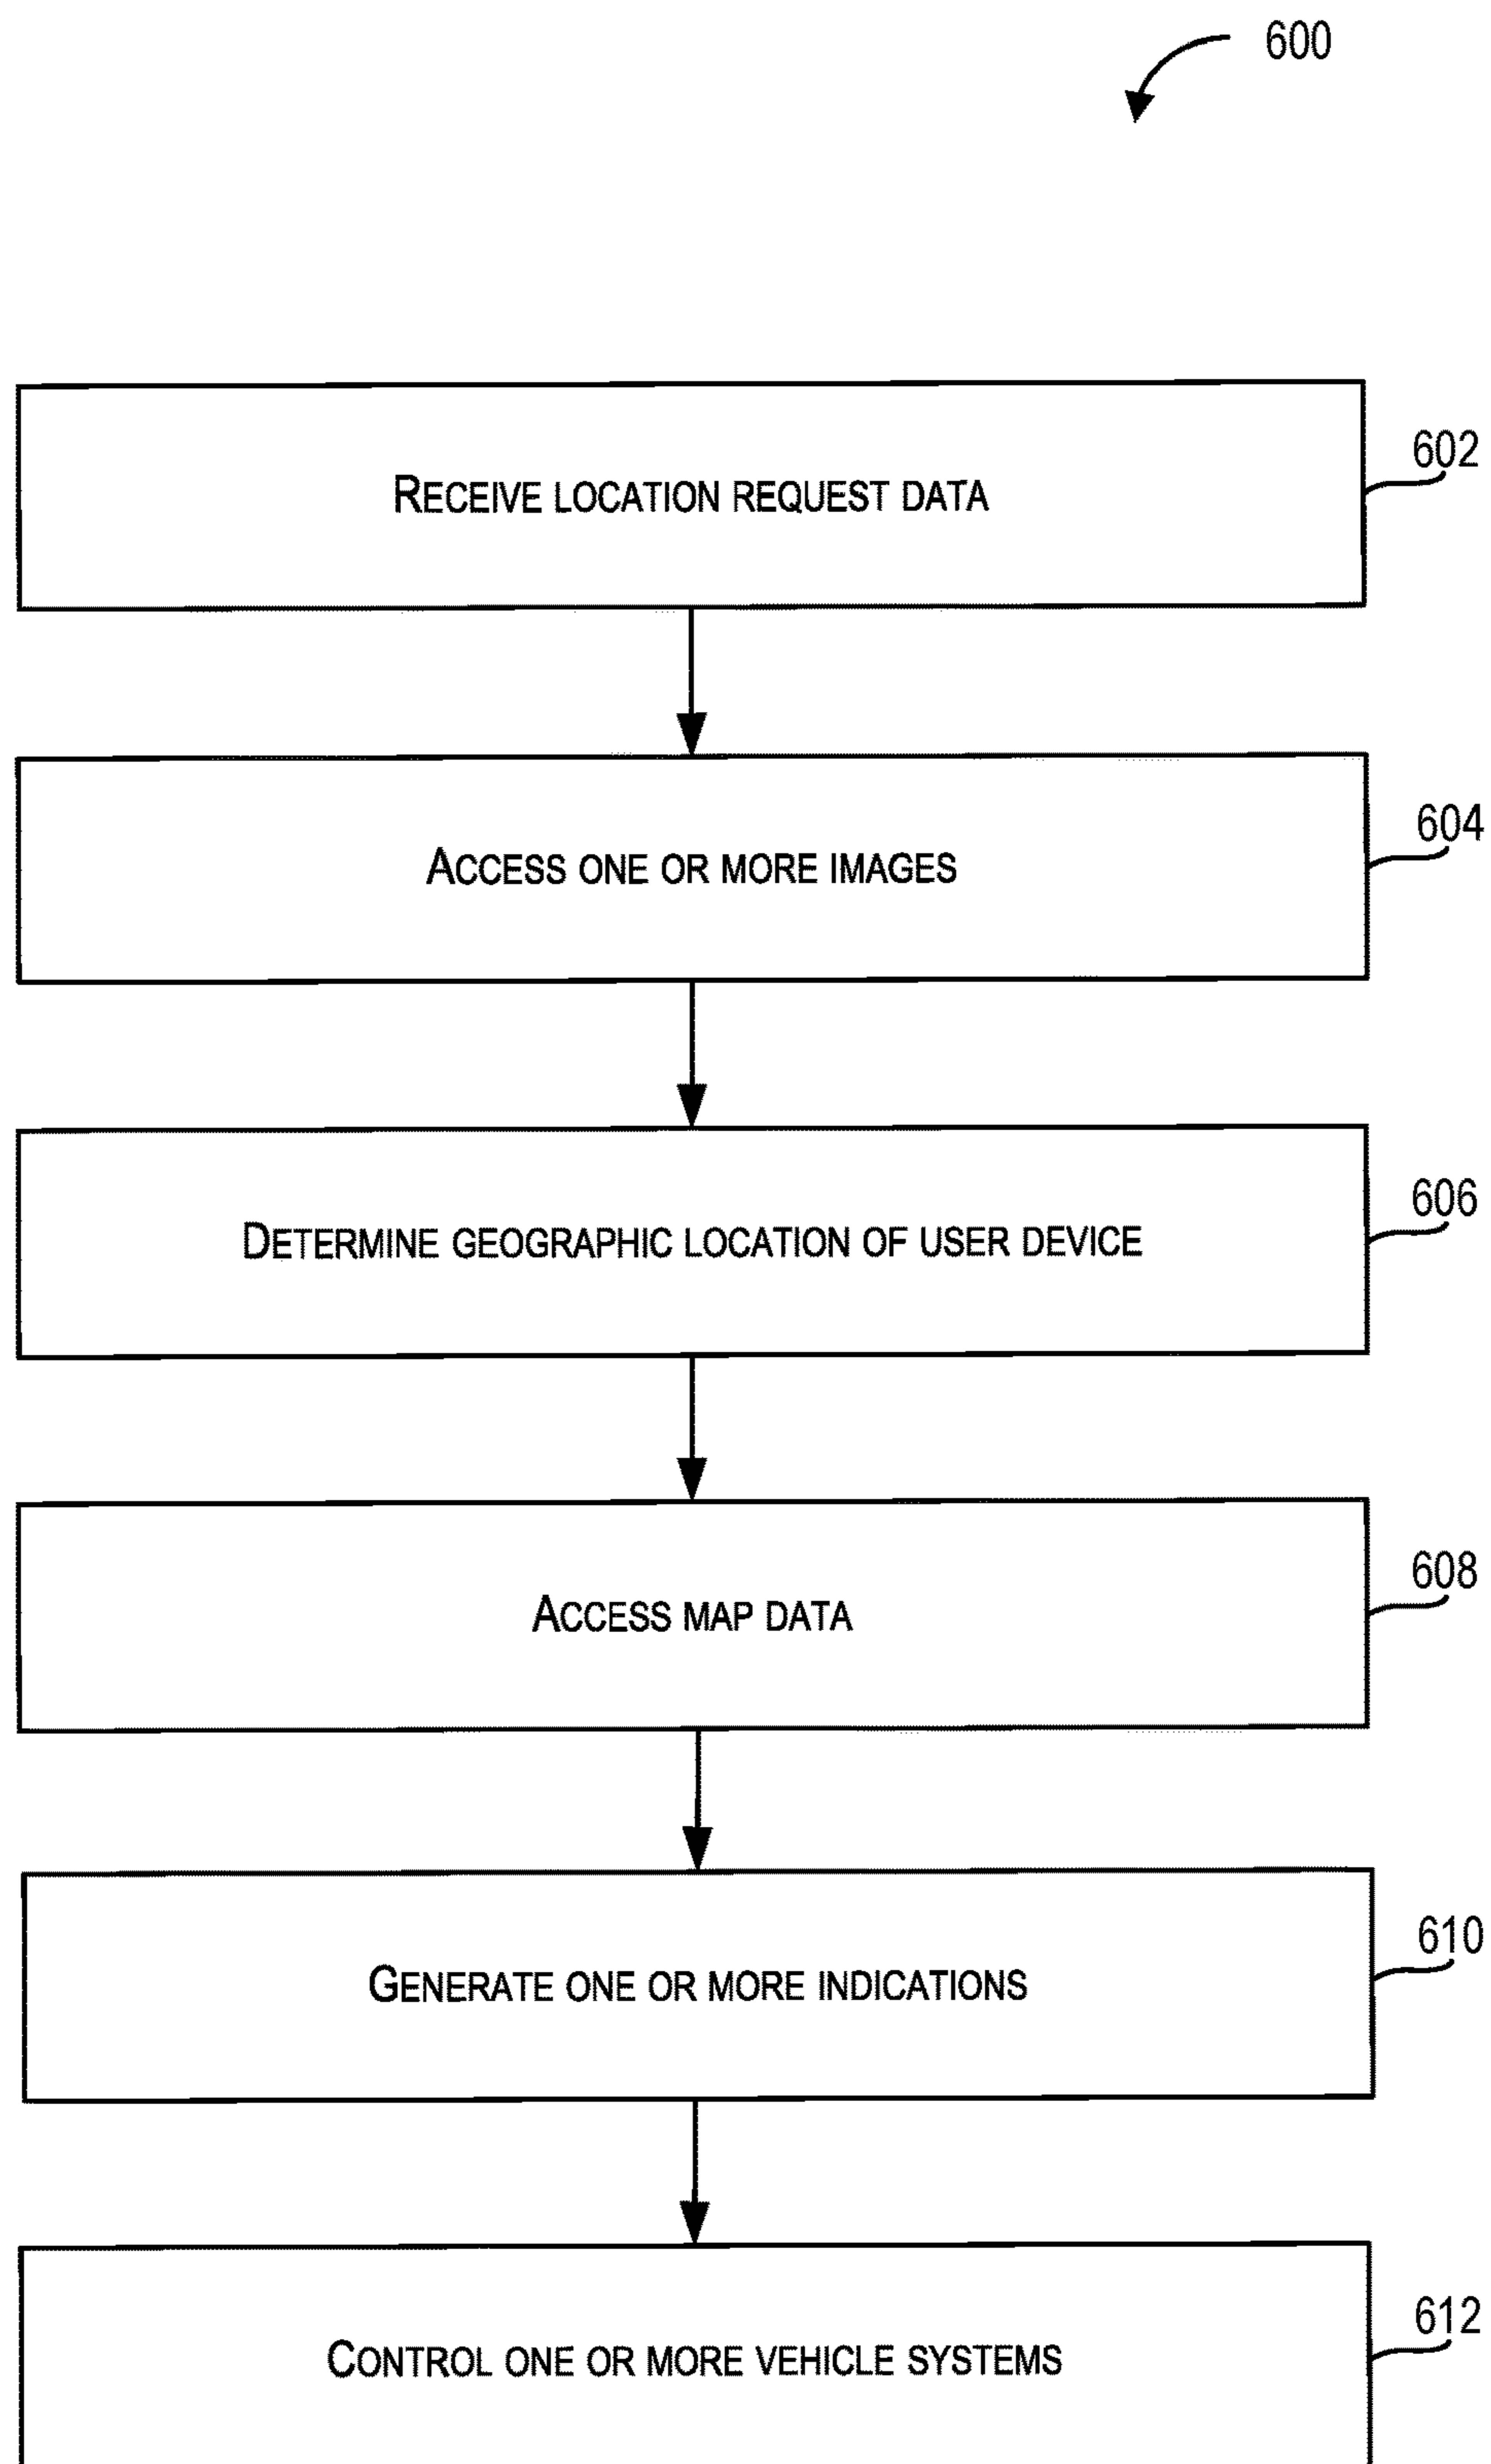 600
RECEIVE LOCATION REQUEST DATA
602
ACCESS ONE OR MORE IMAGES
604
DETERMINE GEOGRAPHIC LOCATION OF USER DEVICE
606
ACCESS MAP DATA
608
GENERATE ONE OR MORE INDICATIONS
610
CONTROL ONE OR MORE VEHICLE SYSTEMS
612